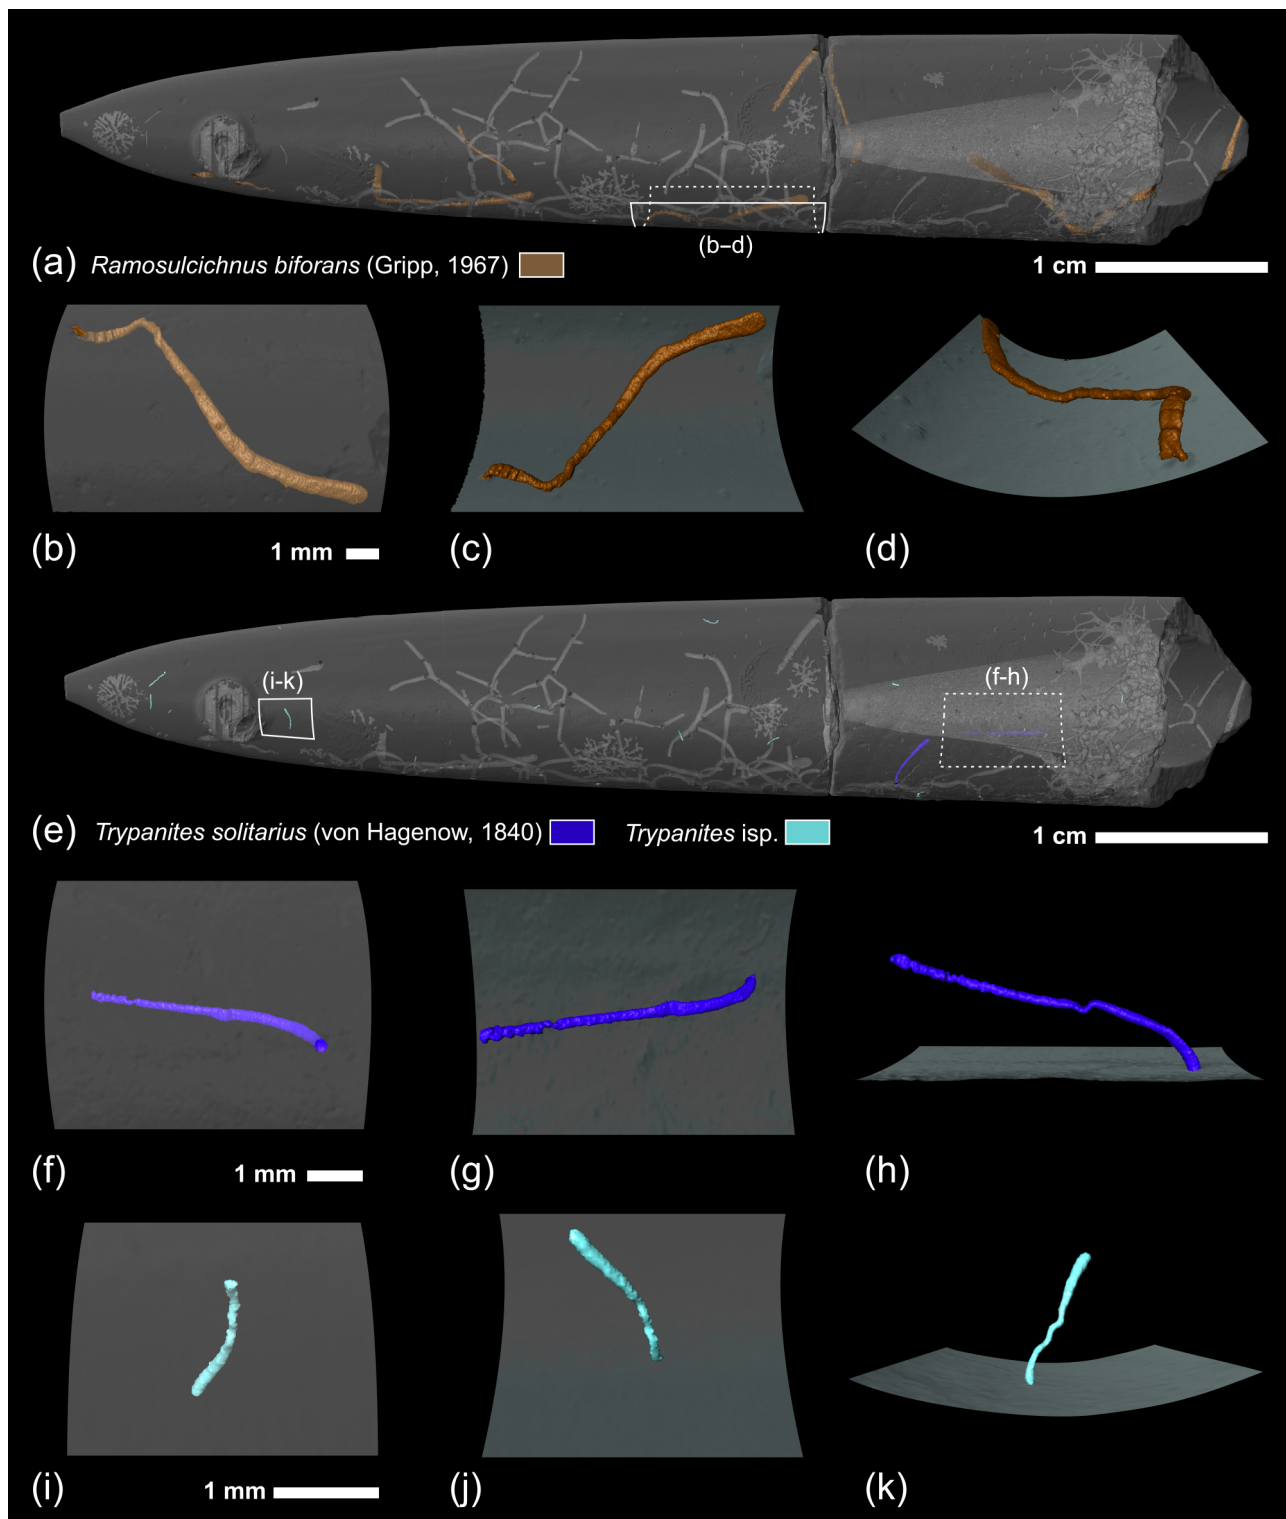 (b–d)
(a) Ramosulcichnus biforans (Gripp, 1967)
1 cm
(b) 1 mm
(c)
(d)
(i-k)
(f-h)
(e) Trypanites solitarius (von Hagenow, 1840) Trypanites isp.
1 cm
(f) 1 mm
(g)
(h)
(i) 1 mm
(j)
(k)